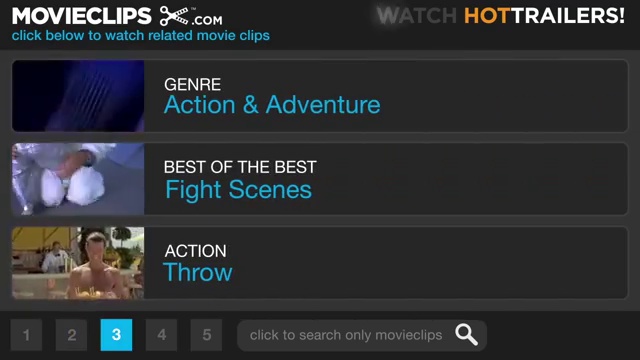 MOVIECLIPS .COM
WATCH HOTTRAILERS!
click below to watch related movie clips
GENRE
Action & Adventure
BEST OF THE BEST
Fight Scenes
ACTION
Throw
1 2 3 4 5
click to search only movieclips